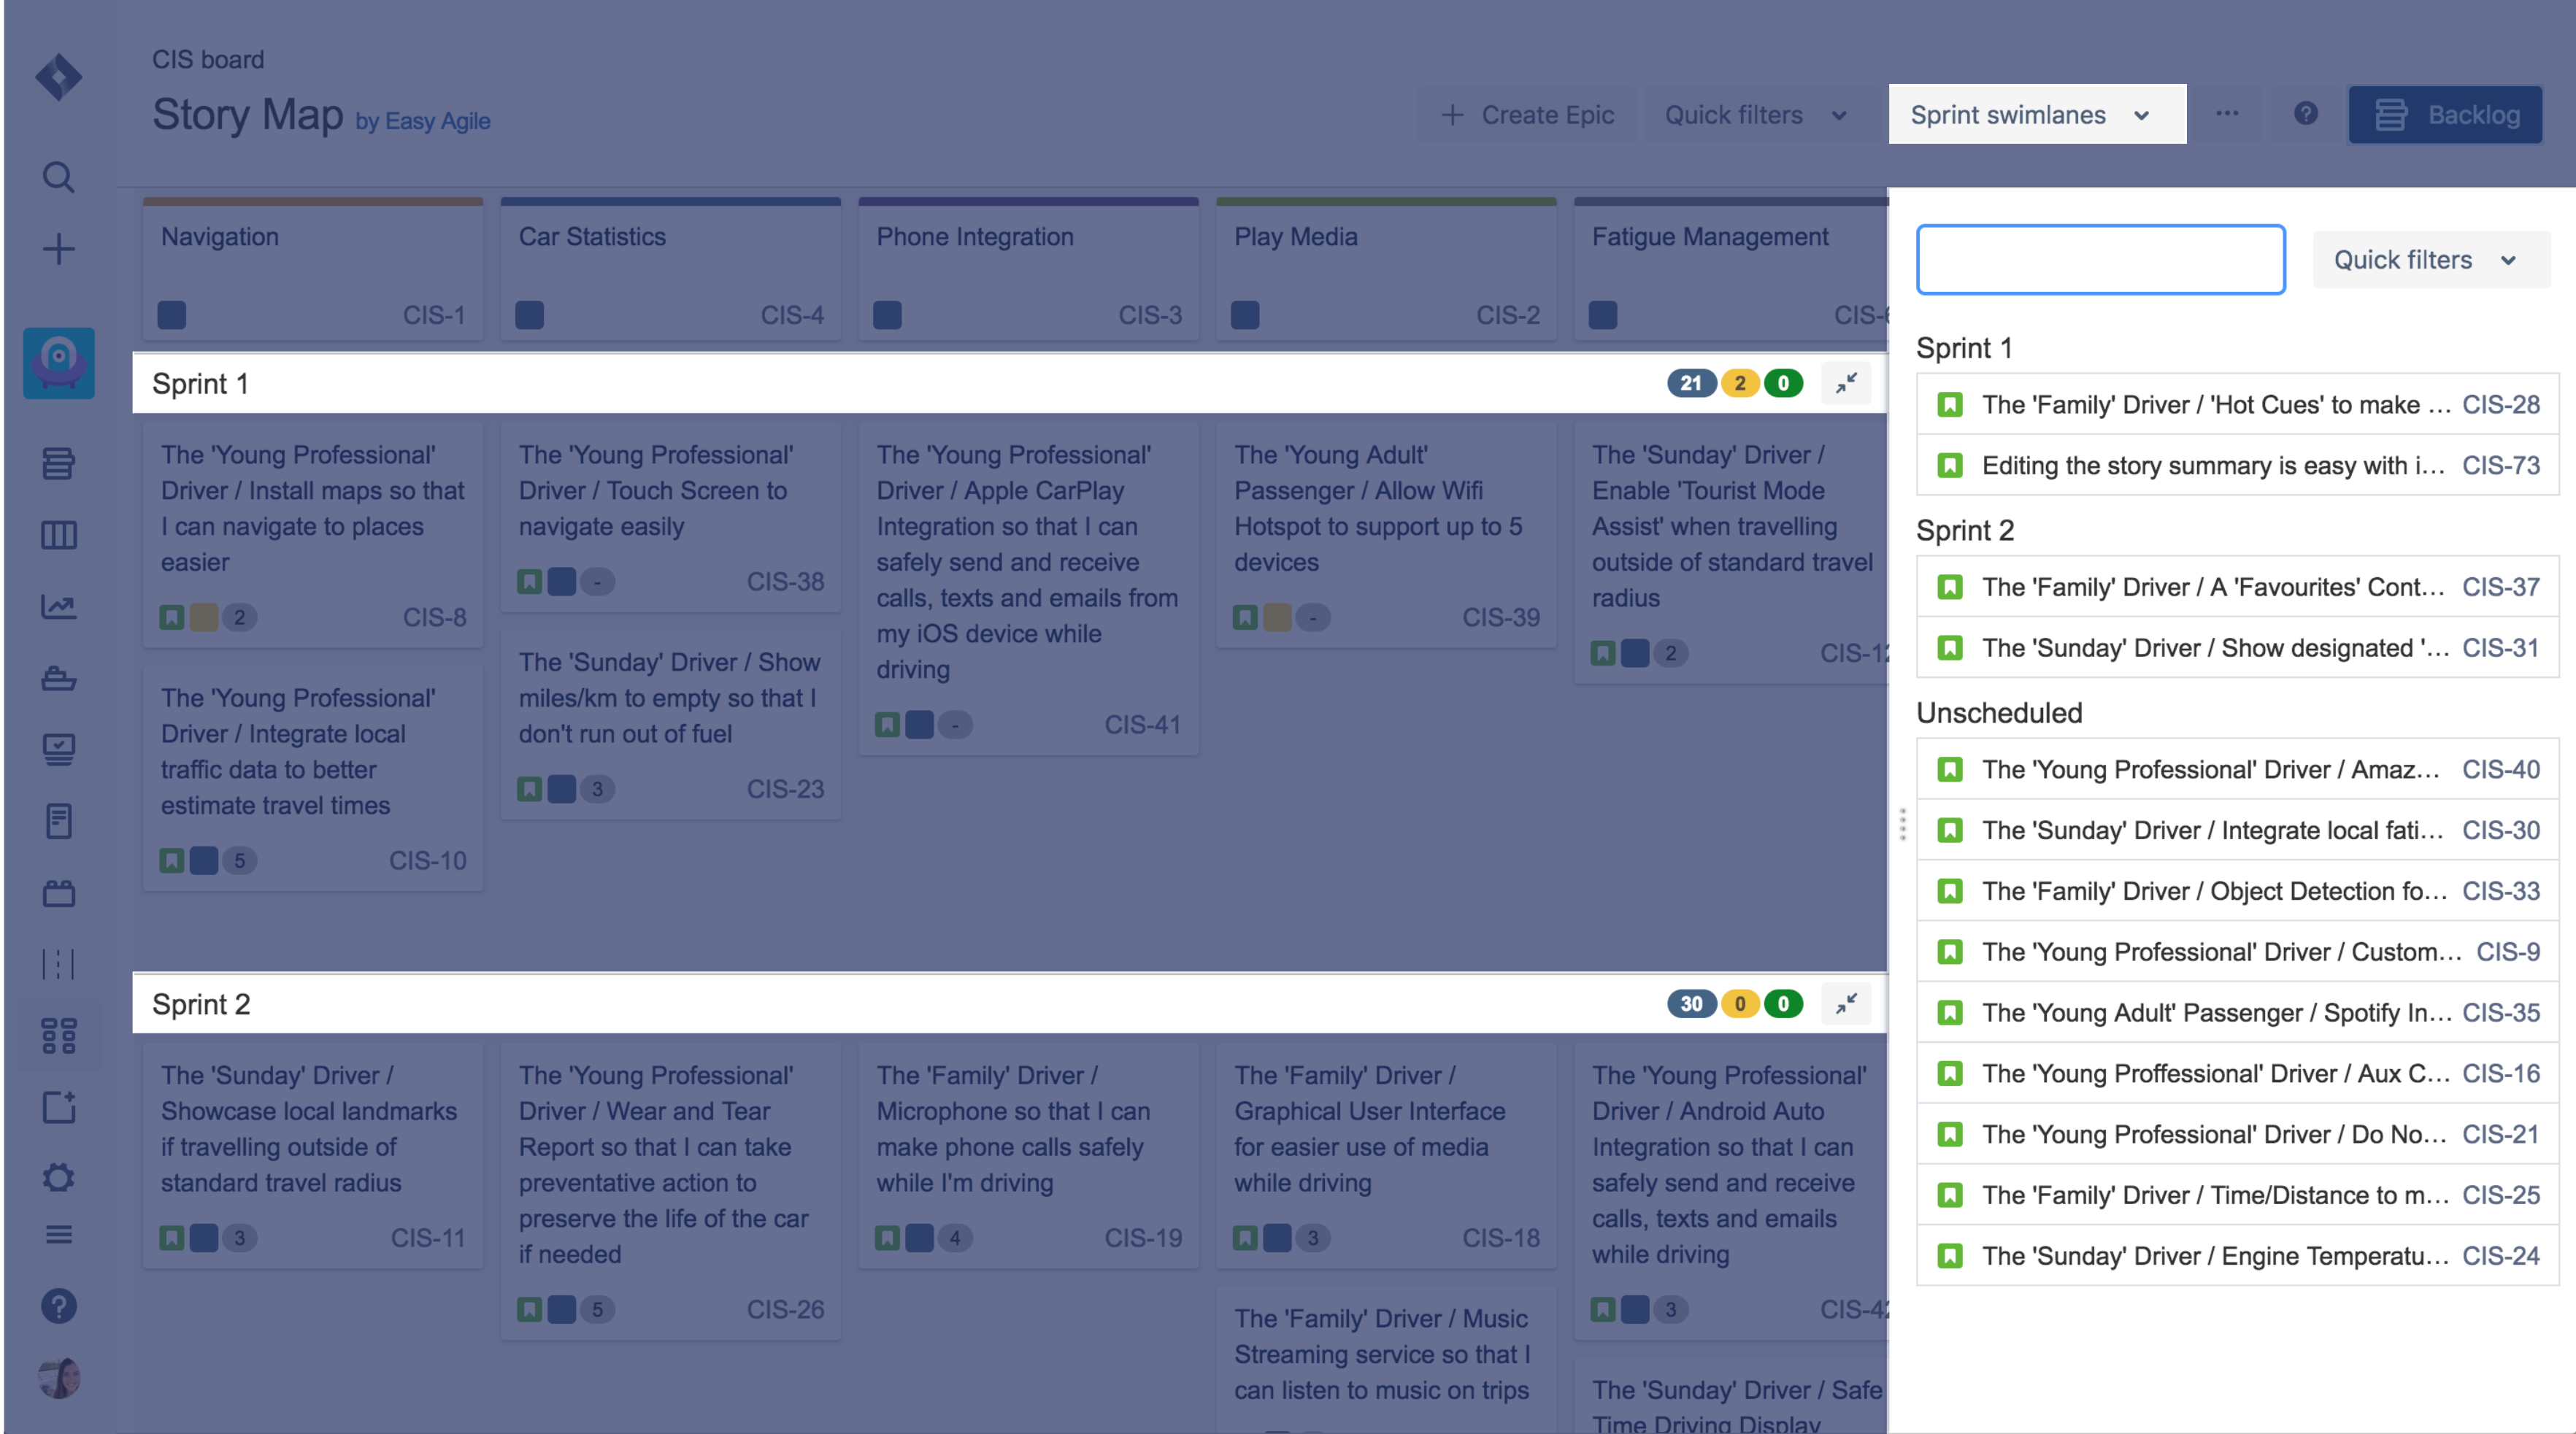 CIS board
Story Map by Easy Agile
Create Epic
Quick filters
Sprint swimlanes
Backlog
Navigation
CIS-1
Car Statistics
CIS-4
Phone Integration
CIS-3
Play Media
CIS-2
Fatigue Management
Sprint 1
21 2 0
The 'Young Professional'
Driver / Install maps so that
I can navigate to places
easier
2 CIS-8
The 'Young Professional'
Driver / Integrate local
traffic data to better
estimate travel times
5 CIS-10
The 'Young Professional'
Driver / Touch Screen to
navigate easily
- CIS-38
The 'Sunday' Driver / Show
miles/km to empty so that I
don't run out of fuel
3 CIS-23
The 'Young Professional'
Driver / Apple CarPlay
Integration so that I can
safely send and receive
calls, texts and emails from
my iOS device while
driving
- CIS-41
The 'Young Adult'
Passenger / Allow Wifi
Hotspot to support up to 5
devices
- CIS-39
The 'Sunday' Driver /
Enable 'Tourist Mode
Assist' when travelling
outside of standard travel
radius
2 CIS-12
Sprint 2
30 0 0
The 'Sunday' Driver /
Showcase local landmarks
if travelling outside of
standard travel radius
3 CIS-11
The 'Young Professional'
Driver / Wear and Tear
Report so that I can take
preventative action to
preserve the life of the car
if needed
5 CIS-26
The 'Family' Driver /
Microphone so that I can
make phone calls safely
while I'm driving
4 CIS-19
The 'Family' Driver /
Graphical User Interface
for easier use of media
while driving
3 CIS-18
The 'Family' Driver / Music
Streaming service so that I
can listen to music on trips
The 'Young Professional'
Driver / Android Auto
Integration so that I can
safely send and receive
calls, texts and emails
while driving
3 CIS-42
The 'Sunday' Driver / Safe
Time Driving Display
Quick filters
Sprint 1
The 'Family' Driver / 'Hot Cues' to make ... CIS-28
Editing the story summary is easy with i... CIS-73
Sprint 2
The 'Family' Driver / A 'Favourites' Cont... CIS-37
The 'Sunday' Driver / Show designated '... CIS-31
Unscheduled
The 'Young Professional' Driver / Amaz... CIS-40
The 'Sunday' Driver / Integrate local fati... CIS-30
The 'Family' Driver / Object Detection fo... CIS-33
The 'Young Professional' Driver / Custom... CIS-9
The 'Young Adult' Passenger / Spotify In... CIS-35
The 'Young Proffessional' Driver / Aux C... CIS-16
The 'Young Professional' Driver / Do No... CIS-21
The 'Family' Driver / Time/Distance to m... CIS-25
The 'Sunday' Driver / Engine Temperatu... CIS-24